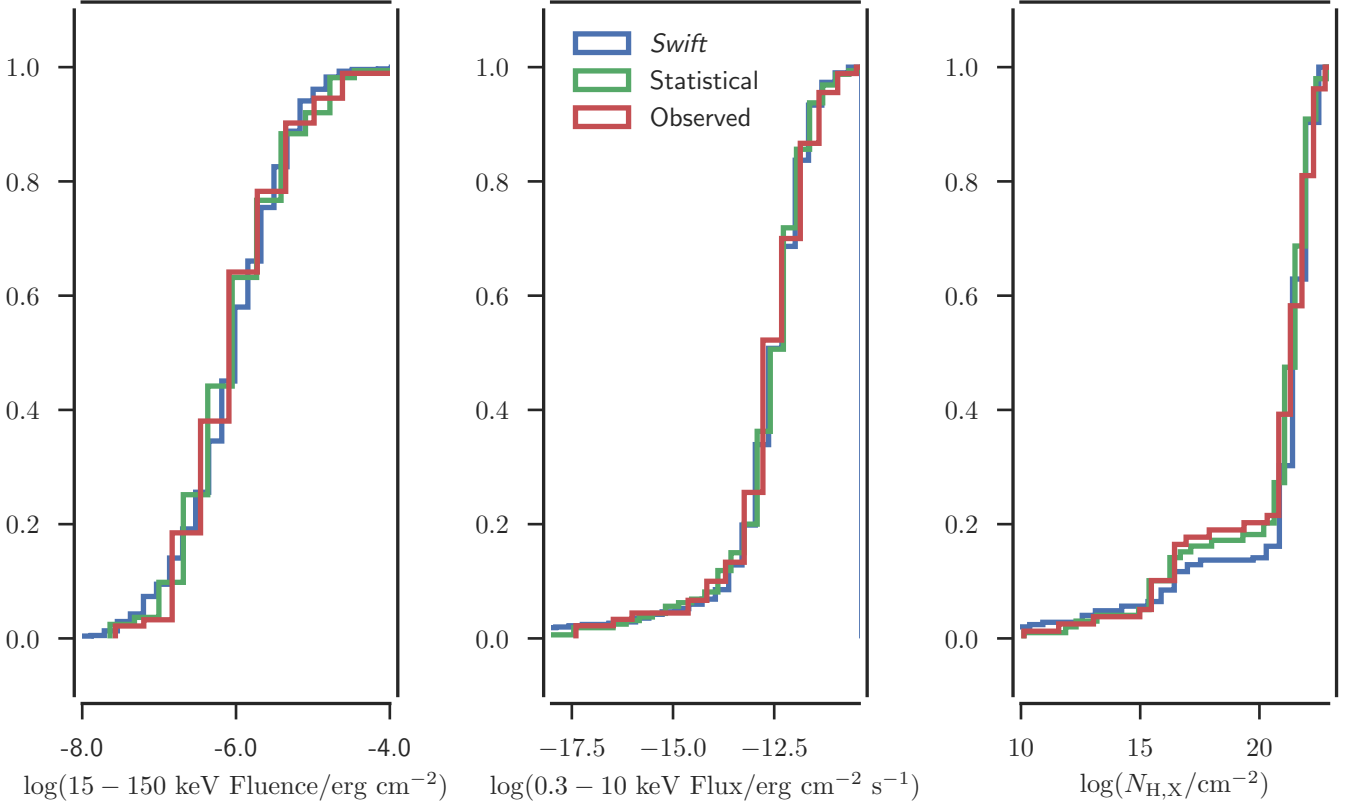 Swift
Statistical
Observed
1.0
0.8
0.6
0.4
0.2
0.0
-8.0 -6.0 -4.0
log(15 − 150 keV Fluence/erg cm⁻²)
1.0
0.8
0.6
0.4
0.2
0.0
−17.5 −15.0 −12.5
log(0.3 − 10 keV Flux/erg cm⁻² s⁻¹)
1.0
0.8
0.6
0.4
0.2
0.0
10 15 20
log(N_H,X/cm⁻²)